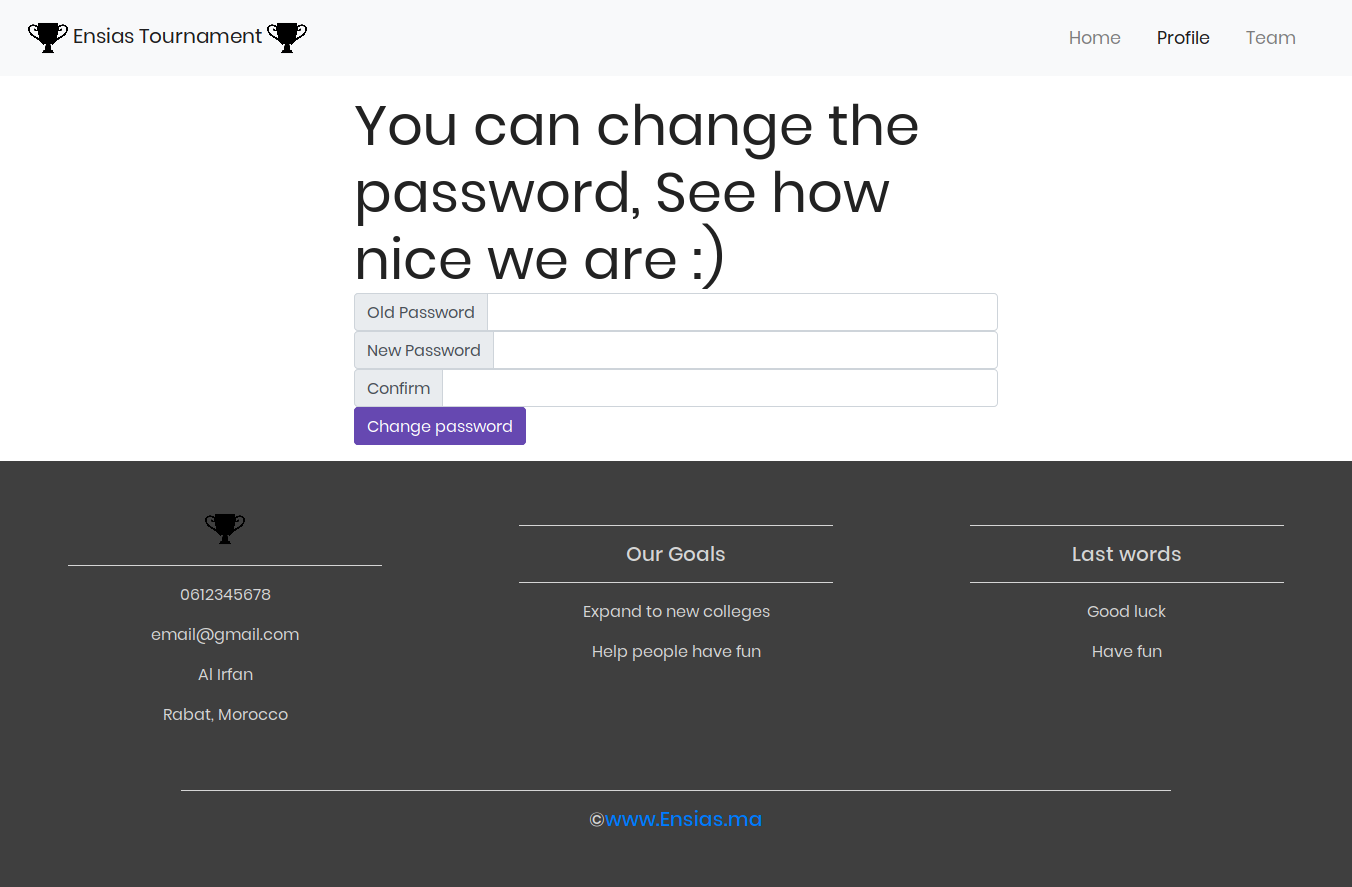 Ensias Tournament
Home
Profile
Team
You can change the
password, See how
nice we are :)
Old Password
New Password
Confirm
Change password
0612345678
email@gmail.com
Al Irfan
Rabat, Morocco
Our Goals
Expand to new colleges
Help people have fun
Last words
Good luck
Have fun
©www.Ensias.ma